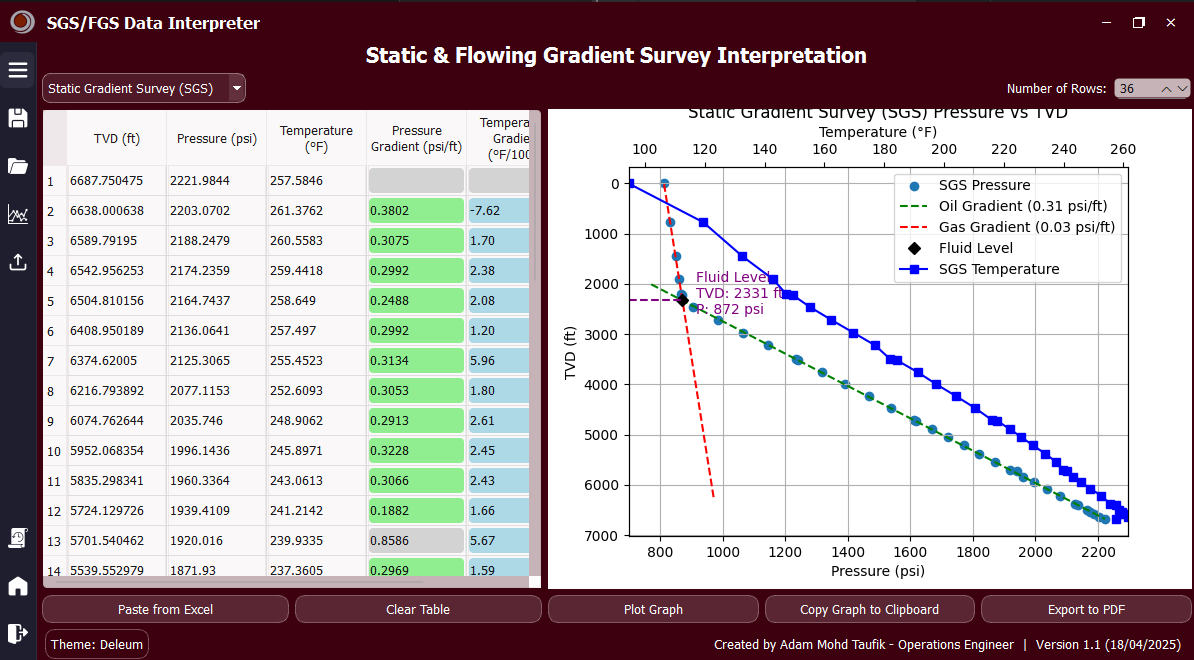 SGS/FGS Data Interpreter
Static & Flowing Gradient Survey Interpretation
Static Gradient Survey (SGS)
Number of Rows: 36
TVD (ft) Pressure (psi) Temperature (°F) Pressure Gradient (psi/ft) Tempera Gradie (°F/100
1 6687.750475 2221.9844 257.5846
2 6638.000638 2203.0702 261.3762 0.3802 -7.62
3 6589.79195 2188.2479 260.5583 0.3075 1.70
4 6542.956253 2174.2359 259.4418 0.2992 2.38
5 6504.810156 2164.7437 258.649 0.2488 2.08
6 6408.950189 2136.0641 257.497 0.2992 1.20
7 6374.62005 2125.3065 255.4523 0.3134 5.96
8 6216.793892 2077.1153 252.6093 0.3053 1.80
9 6074.762644 2035.746 248.9062 0.2913 2.61
10 5952.068354 1996.1436 245.8971 0.3228 2.45
11 5835.298341 1960.3364 243.0613 0.3066 2.43
12 5724.129726 1939.4109 241.2142 0.1882 1.66
13 5701.540462 1920.016 239.9335 0.8586 5.67
14 5539.552979 1871.93 237.3605 0.2969 1.59
Static Gradient Survey (SGS) Pressure vs TVD
Temperature (°F)
100 120 140 160 180 200 220 240 260
SGS Pressure
Oil Gradient (0.31 psi/ft)
Gas Gradient (0.03 psi/ft)
Fluid Level
SGS Temperature
Fluid Level
TVD: 2331 ft
P: 872 psi
TVD (ft)
0
1000
2000
3000
4000
5000
6000
7000
800 1000 1200 1400 1600 1800 2000 2200
Pressure (psi)
Paste from Excel
Clear Table
Plot Graph
Copy Graph to Clipboard
Export to PDF
Theme: Deleum
Created by Adam Mohd Taufik - Operations Engineer | Version 1.1 (18/04/2025)